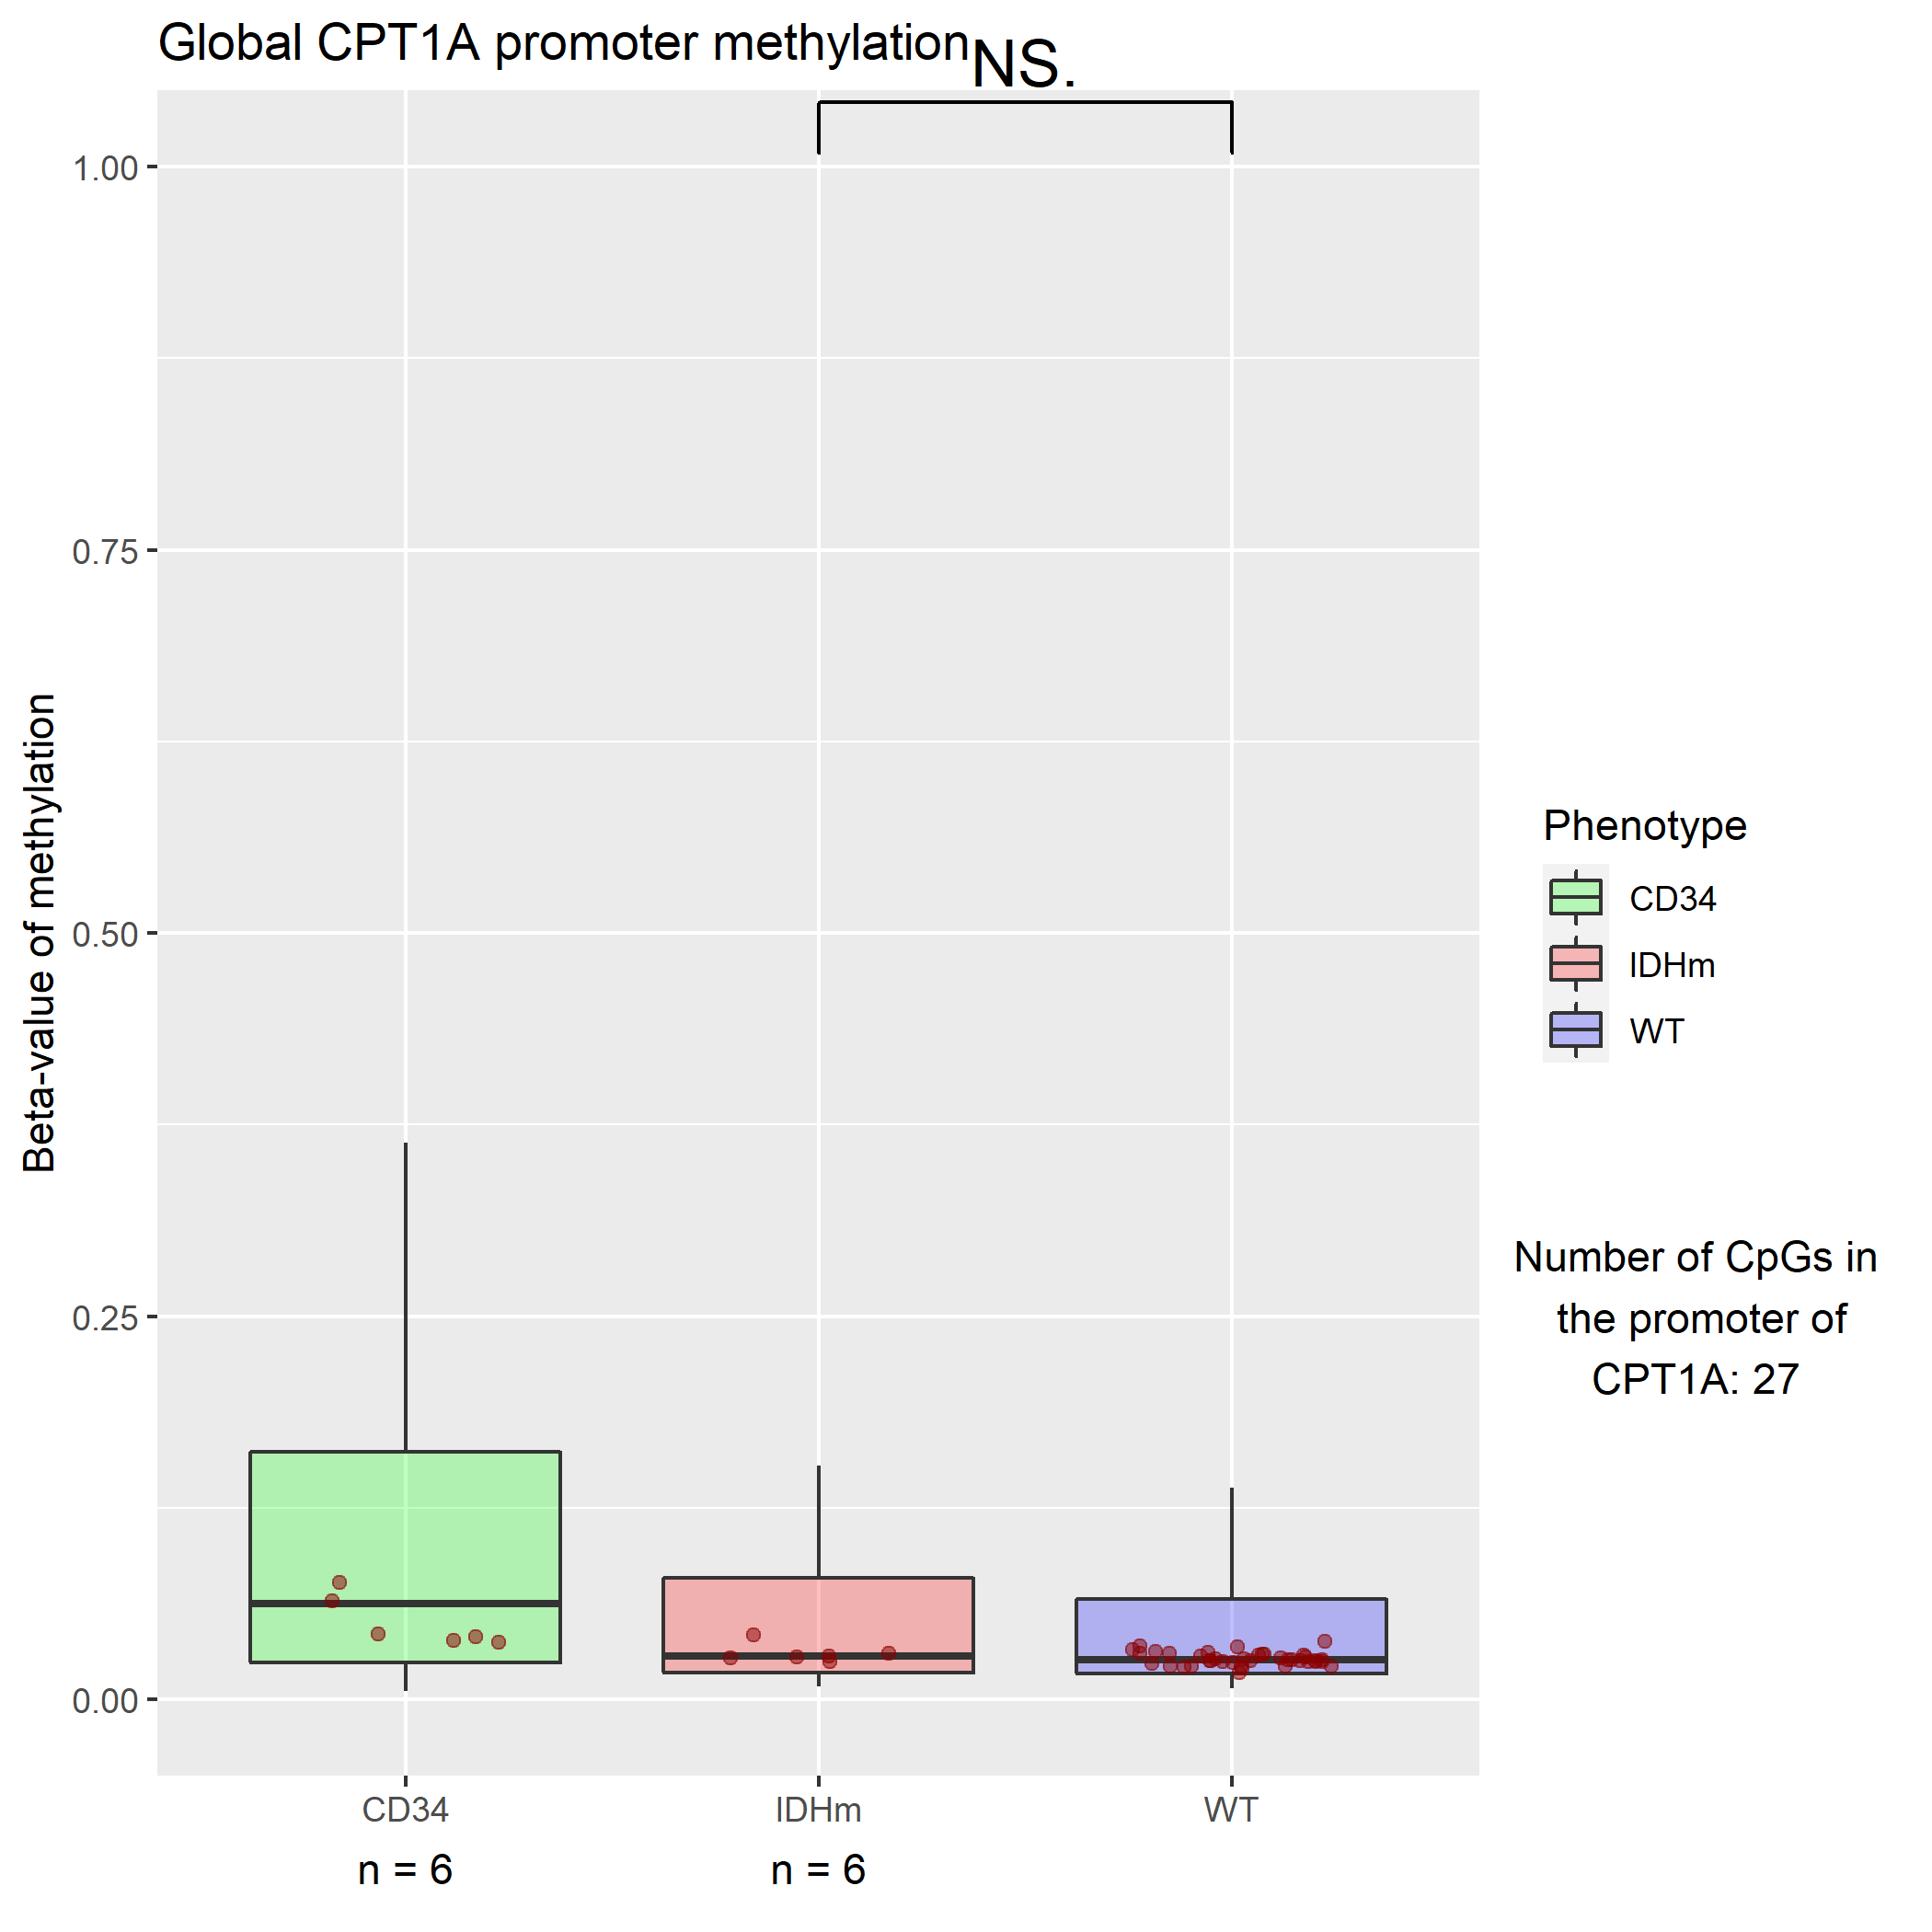 Global CPT1A promoter methylation
NS.
1.00
0.75
0.50
0.25
0.00
Beta-value of methylation
CD34
IDHm
WT
n = 6
n = 6
Phenotype
CD34
IDHm
WT
Number of CpGs in
the promoter of
CPT1A: 27